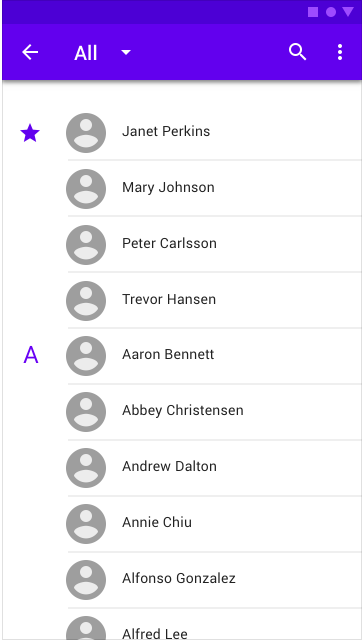 All
Janet Perkins
Mary Johnson
Peter Carlsson
Trevor Hansen
A
Aaron Bennett
Abbey Christensen
Andrew Dalton
Annie Chiu
Alfonso Gonzalez
Alfred Lee